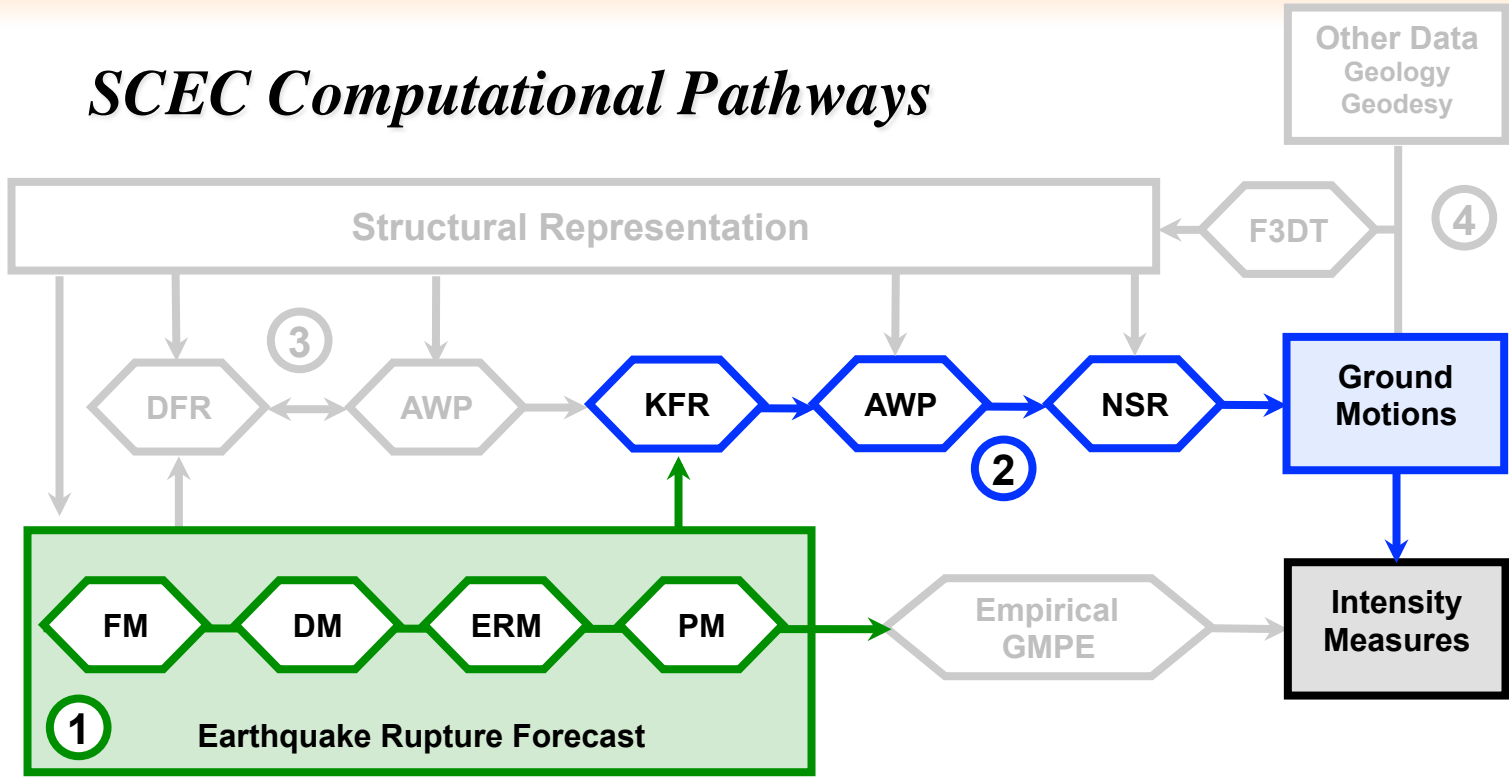 SCEC Computational Pathways
Other Data
Geology
Geodesy
Structural Representation
F3DT
4
3
DFR
AWP
KFR
AWP
NSR
Ground
Motions
2
FM
DM
ERM
PM
Empirical
GMPE
Intensity
Measures
1
Earthquake Rupture Forecast